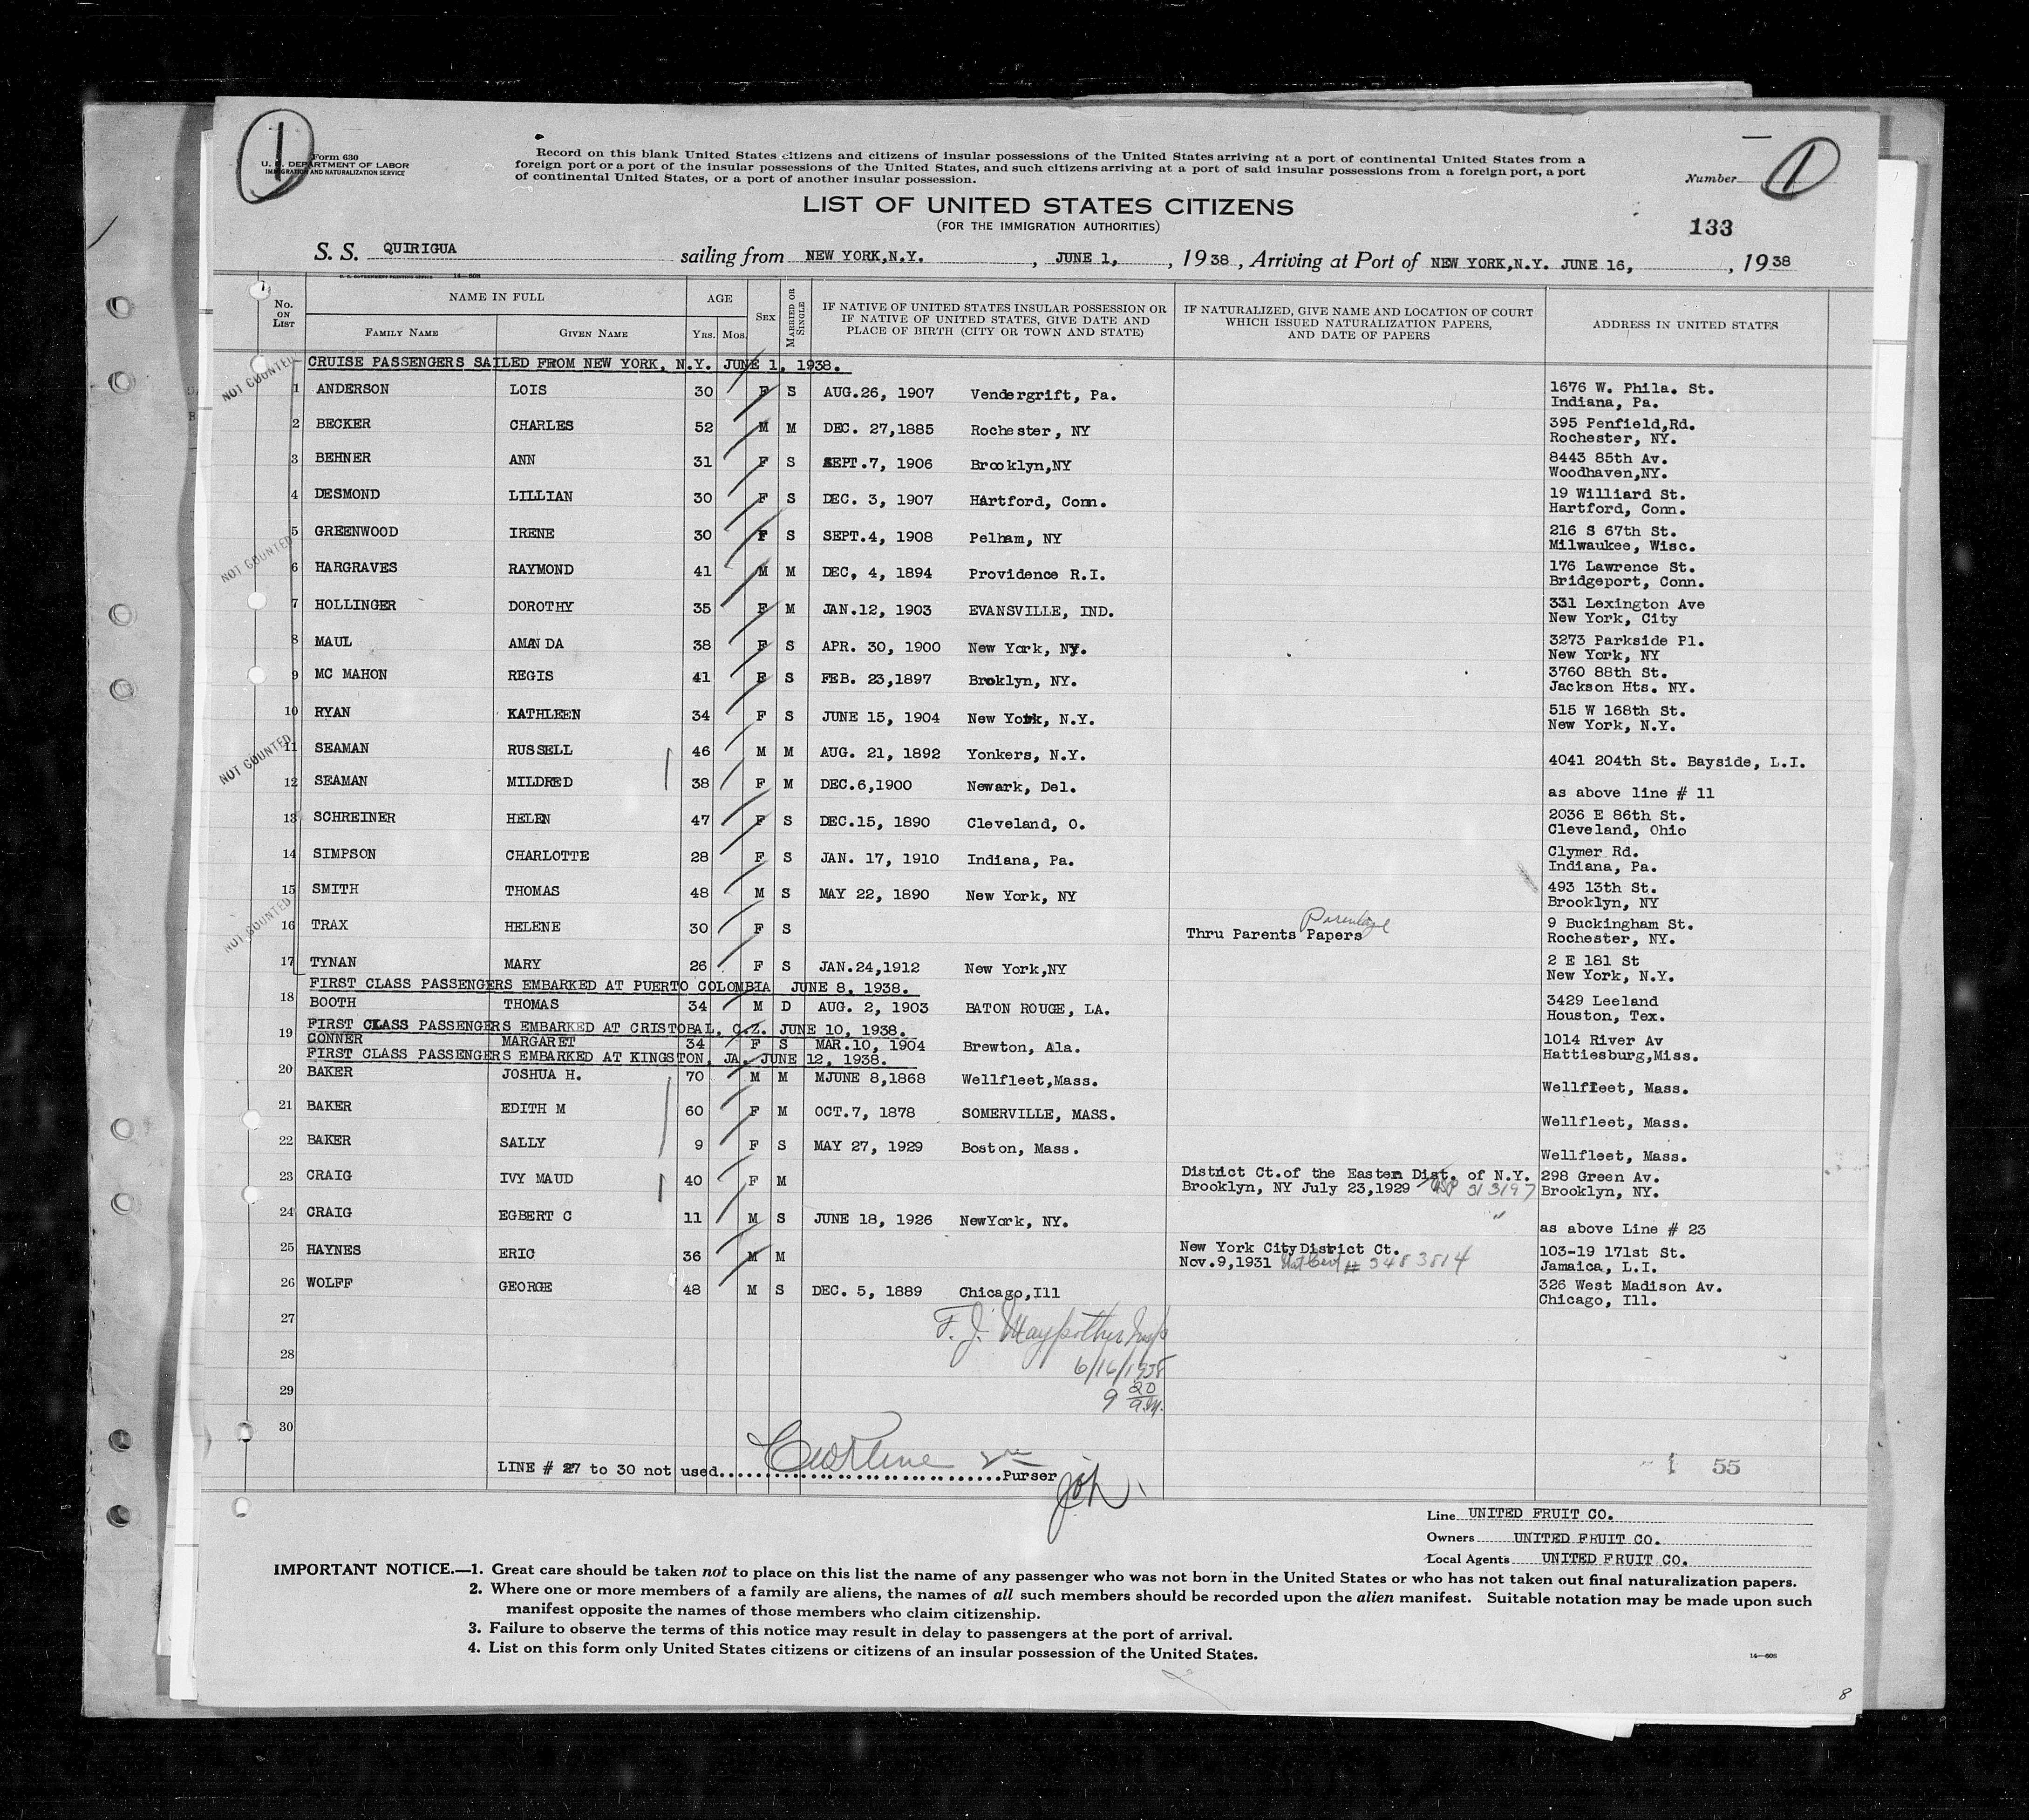 Form 630
U. S. DEPARTMENT OF LABOR
IMMIGRATION AND NATURALIZATION SERVICE
1
Record on this blank United States citizens and citizens of insular possessions of the United States arriving at a port of continental United States from a
foreign port or a port of the insular possessions of the United States, and such citizens arriving at a port of said insular possessions from a foreign port, a port
of continental United States, or a port of another insular possession.
Number 1
LIST OF UNITED STATES CITIZENS
(FOR THE IMMIGRATION AUTHORITIES)
133
S. S. QUIRIGUA sailing from NEW YORK,N.Y. , JUNE 1, , 1938, Arriving at Port of NEW YORK,N.Y. JUNE 16, , 1938
U. S. GOVERNMENT PRINTING OFFICE 14—608
No. ON LIST NAME IN FULL AGE SEX MARRIED OR SINGLE IF NATIVE OF UNITED STATES INSULAR POSSESSION OR IF NATIVE OF UNITED STATES, GIVE DATE AND PLACE OF BIRTH (CITY OR TOWN AND STATE) IF NATURALIZED, GIVE NAME AND LOCATION OF COURT WHICH ISSUED NATURALIZATION PAPERS, AND DATE OF PAPERS ADDRESS IN UNITED STATES
FAMILY NAME GIVEN NAME YRS. MOS.
CRUISE PASSENGERS SAILED FROM NEW YORK, N.Y. JUNE 1, 1938.
NOT COUNTED
1 ANDERSON LOIS 30 F S AUG.26, 1907 Vendergrift, Pa. 1676 W. Phila. St.
Indiana, Pa.
2 BECKER CHARLES 52 M M DEC. 27,1885 Rochester, NY 395 Penfield,Rd.
Rochester, NY.
3 BEHNER ANN 31 F S SEPT.7, 1906 Brooklyn,NY 8443 85th Av.
Woodhaven,NY.
4 DESMOND LILLIAN 30 F S DEC. 3, 1907 HArtford, Conn. 19 Williard St.
Hartford, Conn.
5 GREENWOOD IRENE 30 F S SEPT.4, 1908 Pelham, NY 216 S 67th St.
Milwaukee, Wisc.
NOT COUNTED
6 HARGRAVES RAYMOND 41 M M DEC, 4, 1894 Providence R.I. 176 Lawrence St.
Bridgeport, Conn.
7 HOLLINGER DOROTHY 35 F M JAN.12, 1903 EVANSVILLE, IND. 331 Lexington Ave
New York, City
8 MAUL AMANDA 38 F S APR. 30, 1900 New York, NY. 3273 Parkside Pl.
New York, NY
9 MC MAHON REGIS 41 F S FEB. 23,1897 Broklyn, NY. 3760 88th St.
Jackson Hts. NY.
10 RYAN KATHLEEN 34 F S JUNE 15, 1904 New York, N.Y. 515 W 168th St.
New York, N.Y.
NOT COUNTED
11 SEAMAN RUSSELL 46 M M AUG. 21, 1892 Yonkers, N.Y. 4041 204th St. Bayside, L.I.
12 SEAMAN MILDRED 38 F M DEC.6,1900 Newark, Del. as above line # 11
13 SCHREINER HELEN 47 F S DEC.15, 1890 Cleveland, O. 2036 E 86th St.
Cleveland, Ohio
14 SIMPSON CHARLOTTE 28 F S JAN. 17, 1910 Indiana, Pa. Clymer Rd.
Indiana, Pa.
15 SMITH THOMAS 48 M S MAY 22, 1890 New York, NY 493 13th St.
Brooklyn, NY
NOT COUNTED
16 TRAX HELENE 30 F S Thru Parents Papers Parentage 9 Buckingham St.
Rochester, NY.
17 TYNAN MARY 26 F S JAN.24,1912 New York,NY 2 E 181 St
New York, N.Y.
FIRST CLASS PASSENGERS EMBARKED AT PUERTO COLOMBIA JUNE 8, 1938.
18 BOOTH THOMAS 34 M D AUG. 2, 1903 BATON ROUGE, LA. 3429 Leeland
Houston, Tex.
FIRST CLASS PASSENGERS EMBARKED AT CRISTOBAL, C.Z. JUNE 10, 1938.
19 CONNER MARGARET 34 F S MAR.10, 1904 Brewton, Ala. 1014 River Av
Hattiesburg,Miss.
FIRST CLASS PASSENGERS EMBARKED AT KINGSTON, JA. JUNE 12, 1938.
20 BAKER JOSHUA H. 70 M M MJUNE 8,1868 Wellfleet,Mass. Wellfleet, Mass.
21 BAKER EDITH M 60 F M OCT.7, 1878 SOMERVILLE, MASS. Wellfleet, Mass.
22 BAKER SALLY 9 F S MAY 27, 1929 Boston, Mass. Wellfleet, Mass.
23 CRAIG IVY MAUD 40 F M District Ct.of the Eastern Dist. of N.Y. 298 Green Av.
Brooklyn, NY July 23,1929 313197 Brooklyn, NY.
24 CRAIG EGBERT C 11 M S JUNE 18, 1926 NewYork, NY. " as above Line # 23
25 HAYNES ERIC 36 M M New York City District Ct. 103-19 171st St.
Nov.9,1931 Nat Cert # 3483814 Jamaica, L.I.
26 WOLFF GEORGE 48 M S DEC. 5, 1889 Chicago,Ill 326 West Madison Av.
Chicago, Ill.
27
28
29
30
F. J. Maypother Insp
6/16/1938
9 20 a.m.
LINE # 27 to 30 not used. Purser
1 55
Line UNITED FRUIT CO.
Owners UNITED FRUIT CO.
Local Agents UNITED FRUIT CO.
IMPORTANT NOTICE.—1. Great care should be taken not to place on this list the name of any passenger who was not born in the United States or who has not taken out final naturalization papers.
2. Where one or more members of a family are aliens, the names of all such members should be recorded upon the alien manifest. Suitable notation may be made upon such
manifest opposite the names of those members who claim citizenship.
3. Failure to observe the terms of this notice may result in delay to passengers at the port of arrival.
4. List on this form only United States citizens or citizens of an insular possession of the United States.
14—608
8